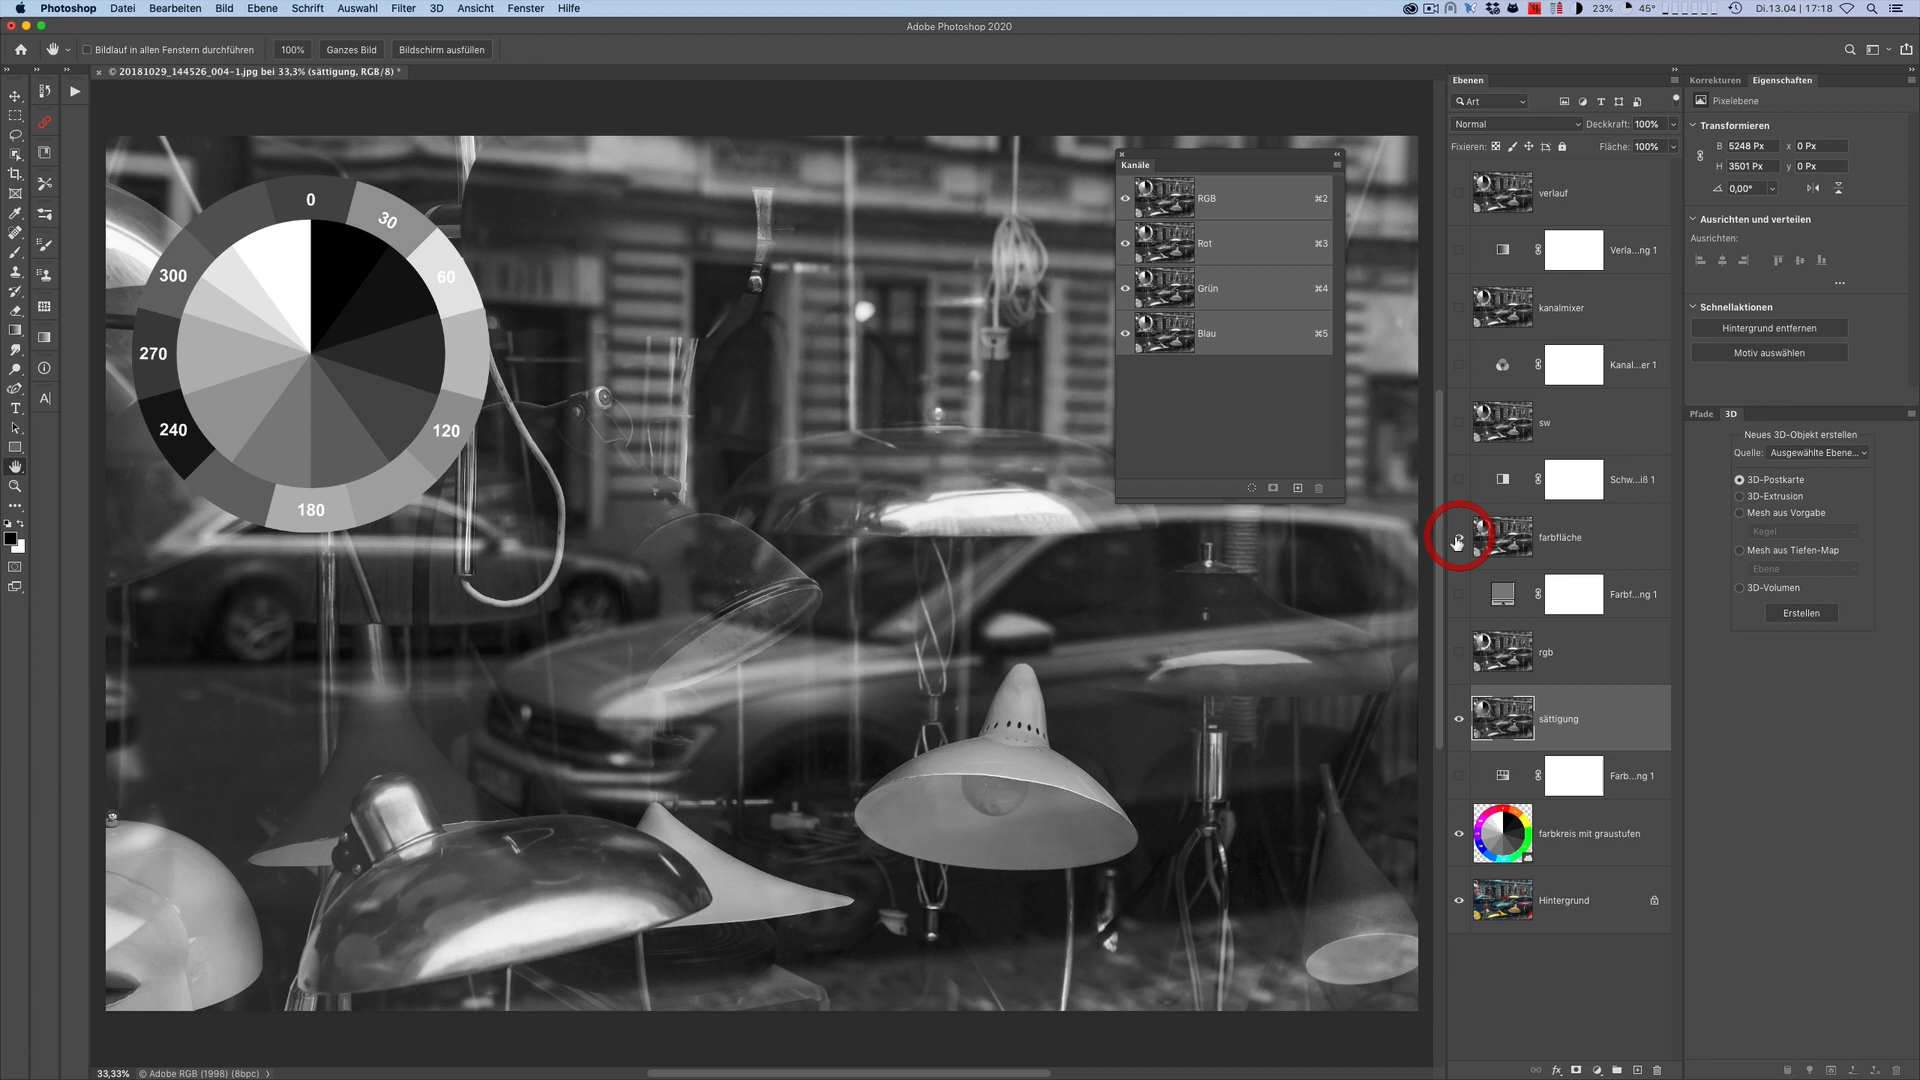 Photoshop Datei Bearbeiten Bild Ebene Schrift Auswahl Filter 3D Ansicht Fenster Hilfe
23% 45° Di.13.04 | 17:18
Adobe Photoshop 2020
Bildlauf in allen Fenstern durchführen 100% Ganzes Bild Bildschirm ausfüllen
© 20181029_144526_004-1.jpg bei 33,3% (sättigung, RGB/8) *
0
30
60
120
180
240
270
300
Kanäle
RGB ⌘2
Rot ⌘3
Grün ⌘4
Blau ⌘5
Ebenen
Art
Normal Deckkraft: 100%
Fixieren: Fläche: 100%
verlauf
Verla...ng 1
kanalmixer
Kanal...er 1
sw
Schw...iß 1
farbfläche
Farbf...ng 1
rgb
sättigung
Farb...ng 1
farbkreis mit graustufen
Hintergrund
Korrekturen Eigenschaften
Pixelebene
Transformieren
B 5248 Px x 0 Px
H 3501 Px y 0 Px
0,00°
Ausrichten und verteilen
Ausrichten:
Schnellaktionen
Hintergrund entfernen
Motiv auswählen
Pfade 3D
Neues 3D-Objekt erstellen
Quelle: Ausgewählte Ebene...
3D-Postkarte
3D-Extrusion
Mesh aus Vorgabe
Kegel
Mesh aus Tiefen-Map
Ebene
3D-Volumen
Erstellen
33,33% © Adobe RGB (1998) (8bpc)